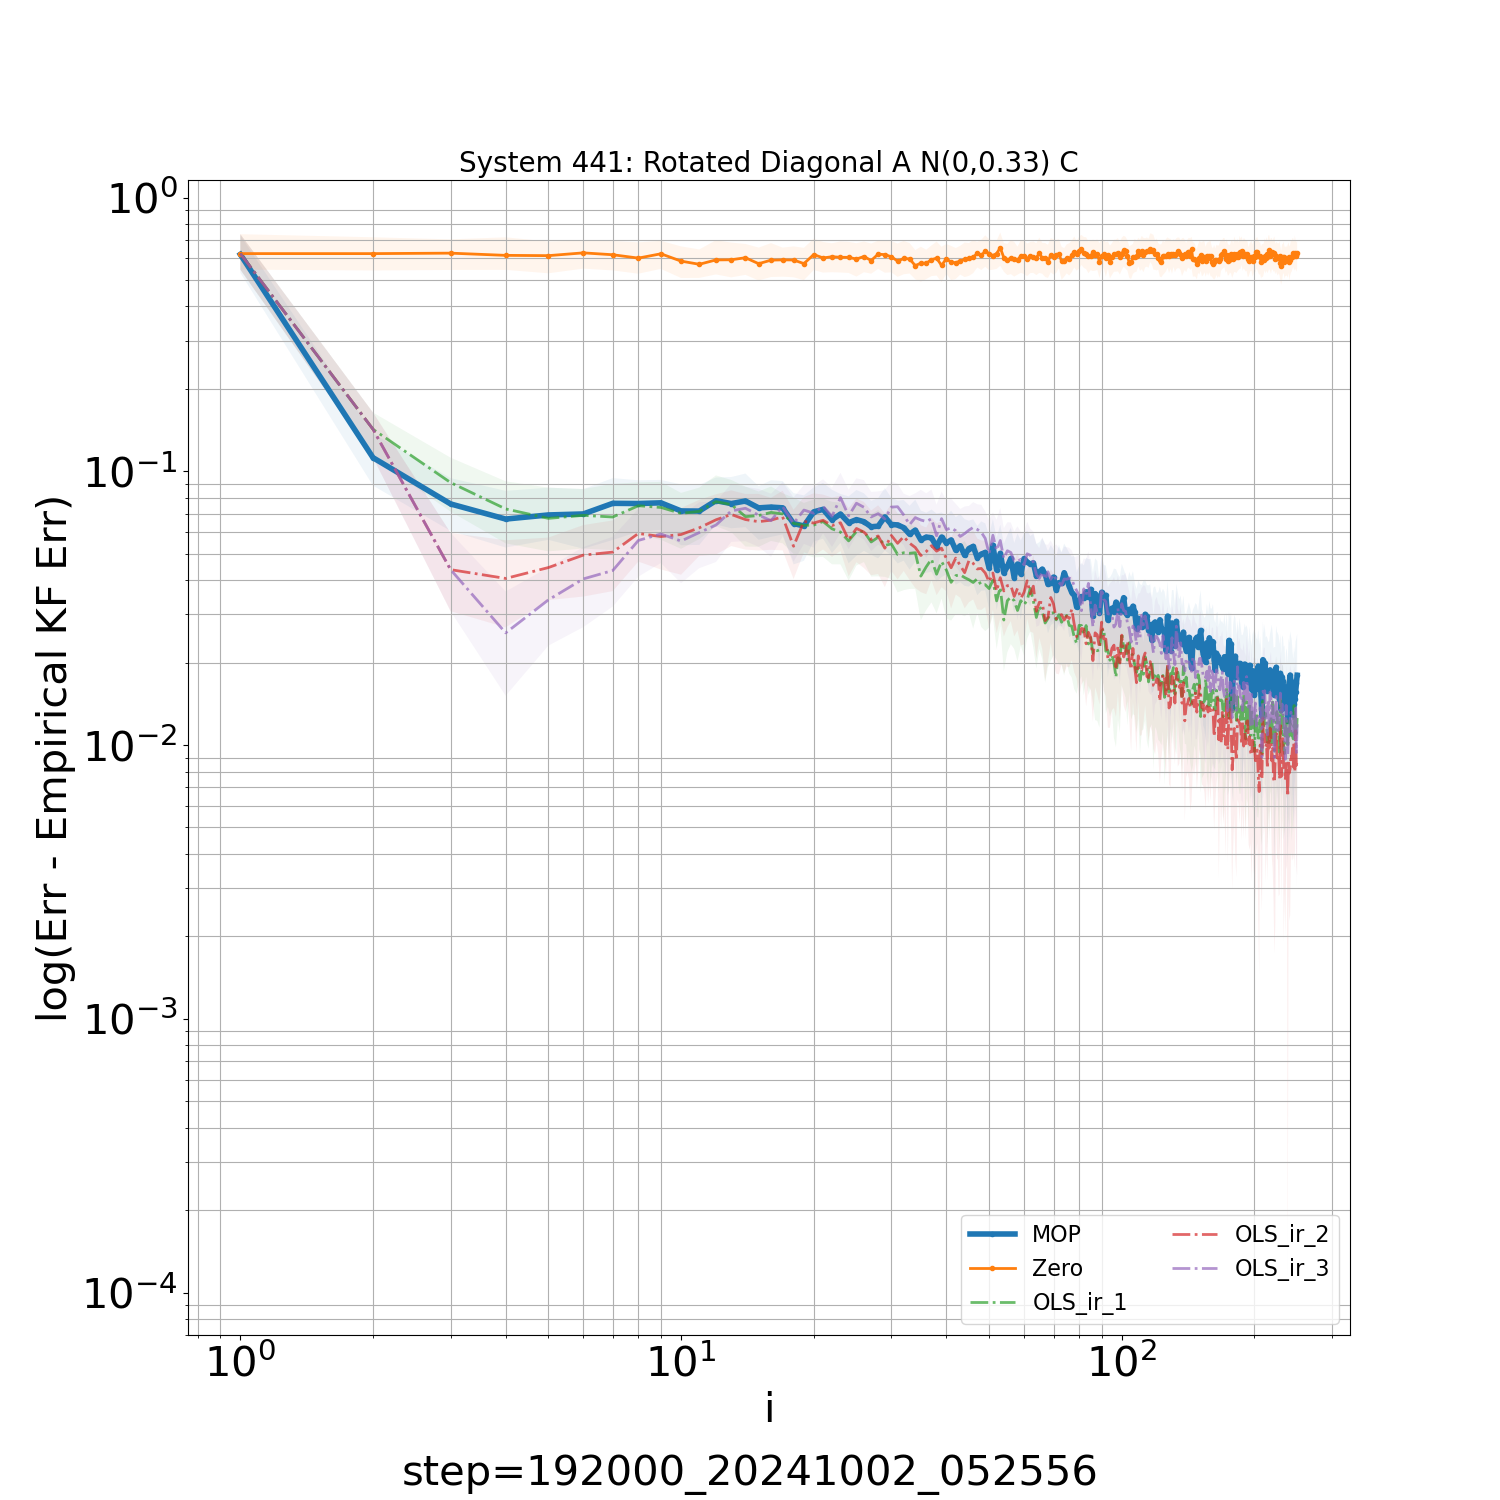 System 441: Rotated Diagonal A N(0,0.33) C
log(Err - Empirical KF Err)
10⁰
10⁻¹
10⁻²
10⁻³
10⁻⁴
MOP
Zero
OLS_ir_1
OLS_ir_2
OLS_ir_3
10⁰ 10¹ 10²
i
step=192000_20241002_052556